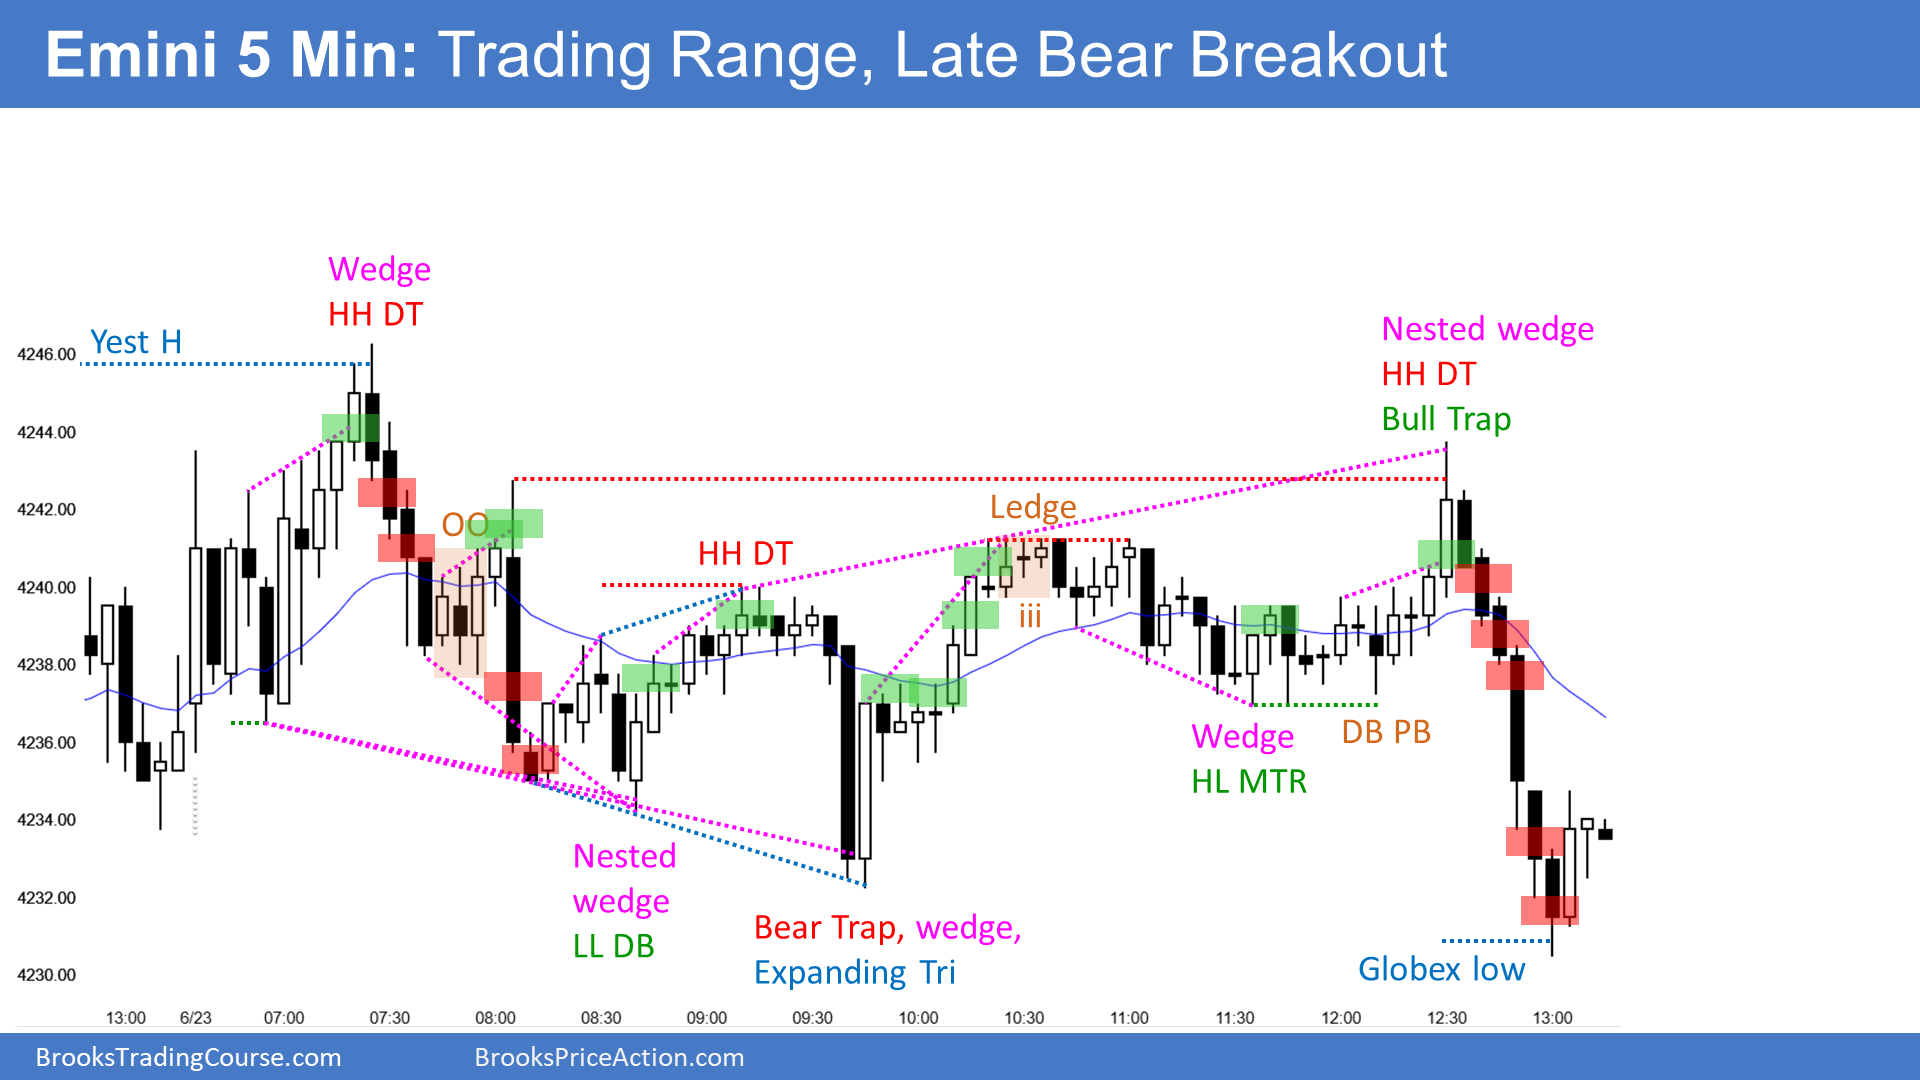 Emini 5 Min: Trading Range, Late Bear Breakout
Wedge
HH DT
Yest H
Nested wedge
HH DT
Bull Trap
4246.00
4244.00
4242.00
4240.00
4238.00
4236.00
4234.00
4232.00
4230.00
OO
HH DT
Ledge
iii
Wedge
HL MTR
DB PB
Nested
wedge
LL DB
Bear Trap, wedge,
Expanding Tri
Globex low
13:00 6/23 07:00 07:30 08:00 08:30 09:00 09:30 10:00 10:30 11:00 11:30 12:00 12:30 13:00
BrooksTradingCourse.com BrooksPriceAction.com